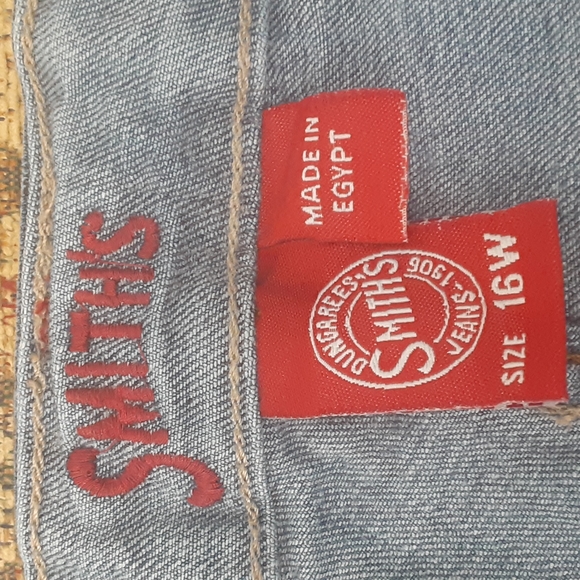 SMITH'S
MADE IN
EGYPT
DUNGAREES•
SMITH'S
JEANS-1906
SIZE 16W